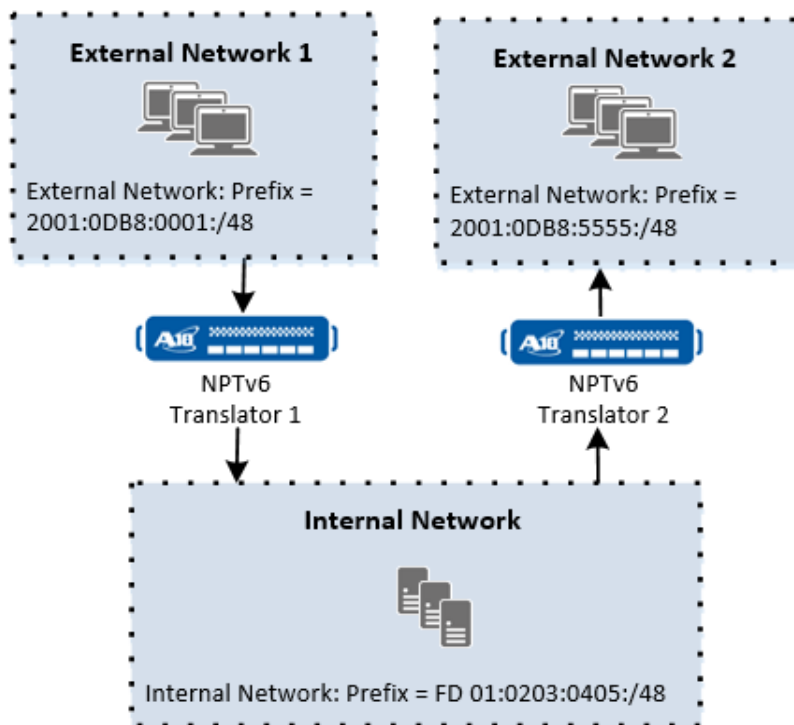 External Network 1
External Network: Prefix =
2001:0DB8:0001:/48
External Network 2
External Network: Prefix =
2001:0DB8:5555:/48
A10
NPTv6
Translator 1
A10
NPTv6
Translator 2
Internal Network
Internal Network: Prefix = FD 01:0203:0405:/48